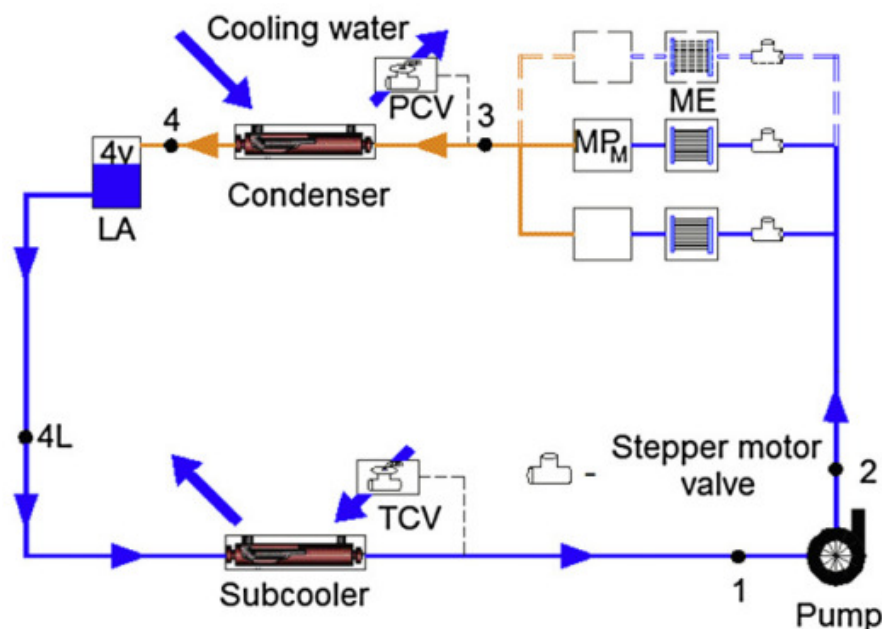 Cooling water
PCV
ME
4
3
4v
MPM
LA
Condenser
4L
Stepper motor
valve
-
2
TCV
Subcooler
1
Pump